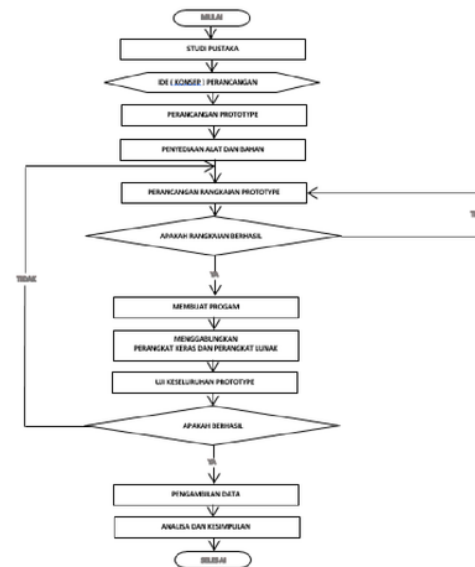 MULAI
STUDI PUSTAKA
IDE ( KONSEP ) PERANCANGAN
PERANCANGAN PROTOTYPE
PENYEDIAAN ALAT DAN BAHAN
PERANCANGAN RANGKAIAN PROTOTYPE
APAKAH RANGKAIAN BERHASIL
YA
TIDAK
MEMBUAT PROGAM
MENGGABUNGKAN
PERANGKAT KERAS DAN PERANGKAT LUNAK
UJI KESELURUHAN PROTOTYPE
APAKAH BERHASIL
YA
PENGAMBILAN DATA
ANALISA DAN KESIMPULAN
SELESAI